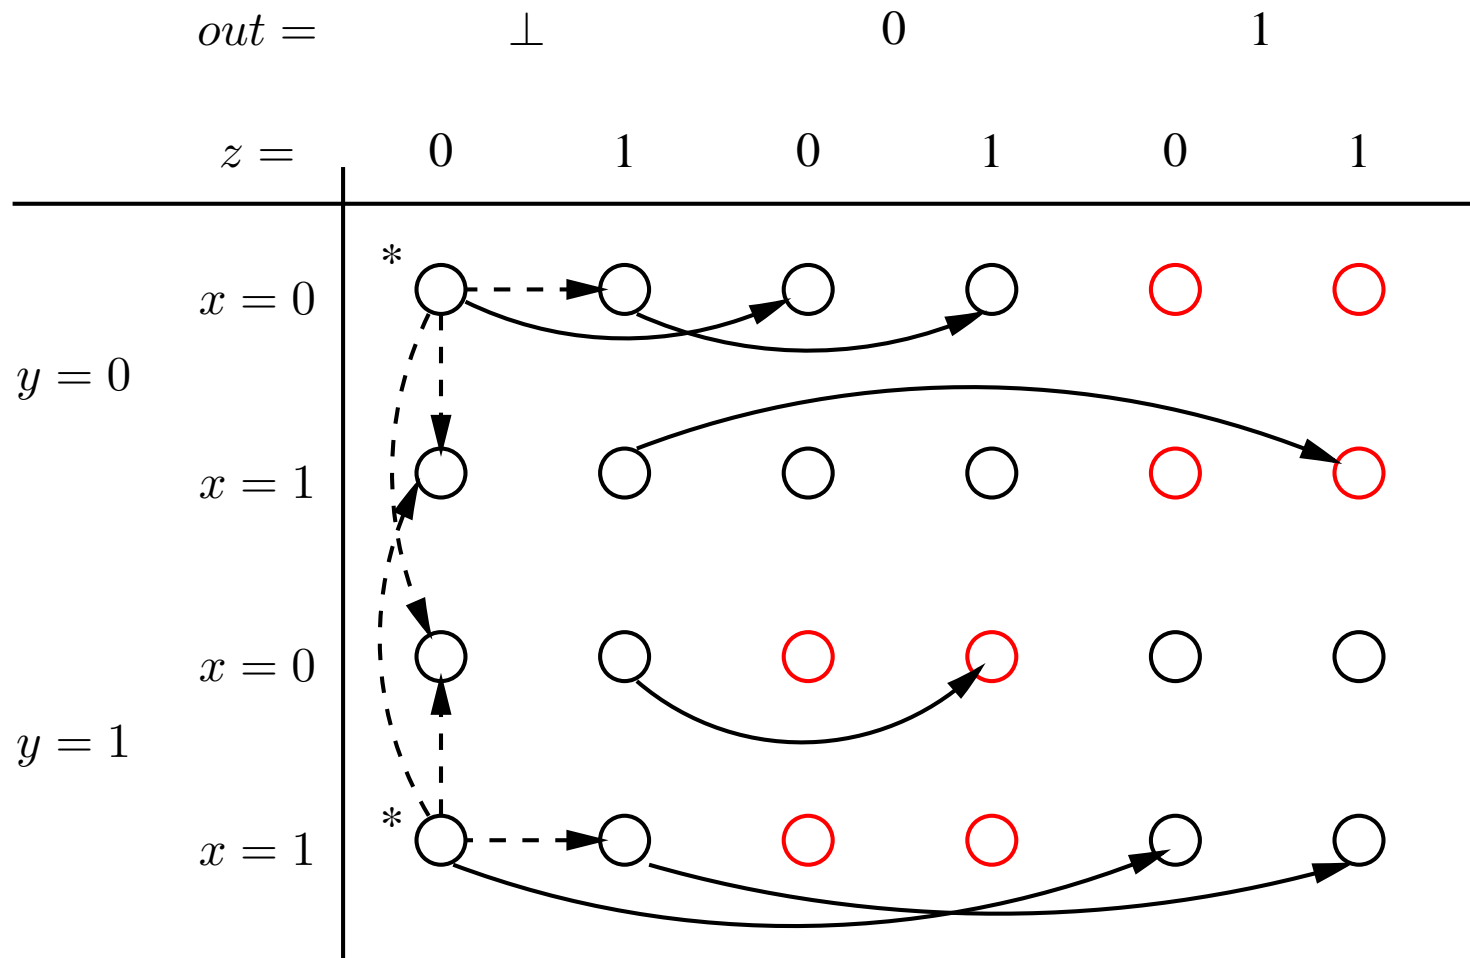 out = ⊥ 0 1
z = 0 1 0 1 0 1
*
x = 0
y = 0
x = 1
x = 0
y = 1
*
x = 1